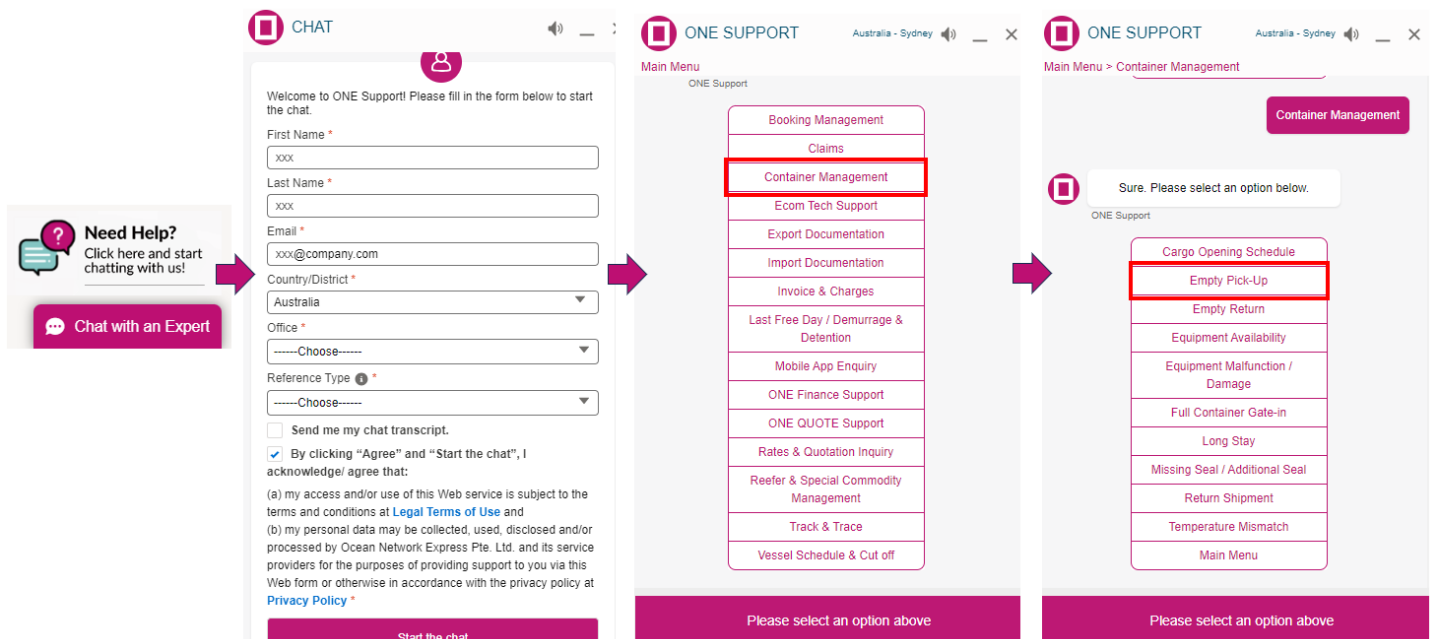 Need Help?
Click here and start
chatting with us!
Chat with an Expert
CHAT
Welcome to ONE Support! Please fill in the form below to start
the chat.
First Name *
xxx
Last Name *
xxx
Email *
xxx@company.com
Country/District *
Australia
Office *
------Choose------
Reference Type i *
------Choose------
Send me my chat transcript.
By clicking “Agree” and “Start the chat”, I
acknowledge/ agree that:
(a) my access and/or use of this Web service is subject to the
terms and conditions at Legal Terms of Use and
(b) my personal data may be collected, used, disclosed and/or
processed by Ocean Network Express Pte. Ltd. and its service
providers for the purposes of providing support to you via this
Web form or otherwise in accordance with the privacy policy at
Privacy Policy *
Start the chat
ONE SUPPORT
Australia - Sydney
Main Menu
ONE Support
Booking Management
Claims
Container Management
Ecom Tech Support
Export Documentation
Import Documentation
Invoice & Charges
Last Free Day / Demurrage &
Detention
Mobile App Enquiry
ONE Finance Support
ONE QUOTE Support
Rates & Quotation Inquiry
Reefer & Special Commodity
Management
Track & Trace
Vessel Schedule & Cut off
Please select an option above
ONE SUPPORT
Australia - Sydney
Main Menu > Container Management
Container Management
Sure. Please select an option below.
ONE Support
Cargo Opening Schedule
Empty Pick-Up
Empty Return
Equipment Availability
Equipment Malfunction /
Damage
Full Container Gate-in
Long Stay
Missing Seal / Additional Seal
Return Shipment
Temperature Mismatch
Main Menu
Please select an option above